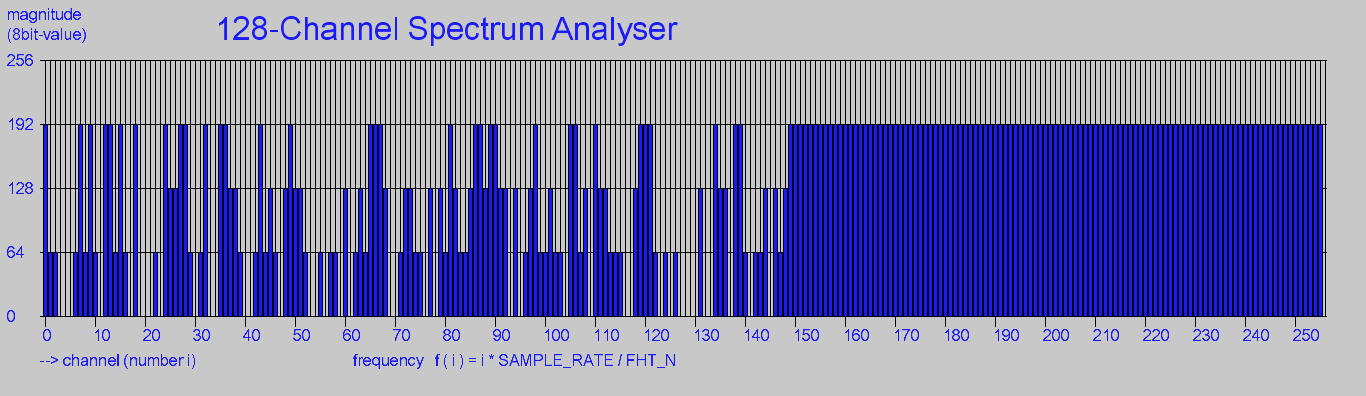 magnitude
(8bit-value)
128-Channel Spectrum Analyser
256
192
128
64
0
0 10 20 30 40 50 60 70 80 90 100 110 120 130 140 150 160 170 180 190 200 210 220 230 240 250
--> channel (number i)
frequency f ( i ) = i * SAMPLE_RATE / FHT_N